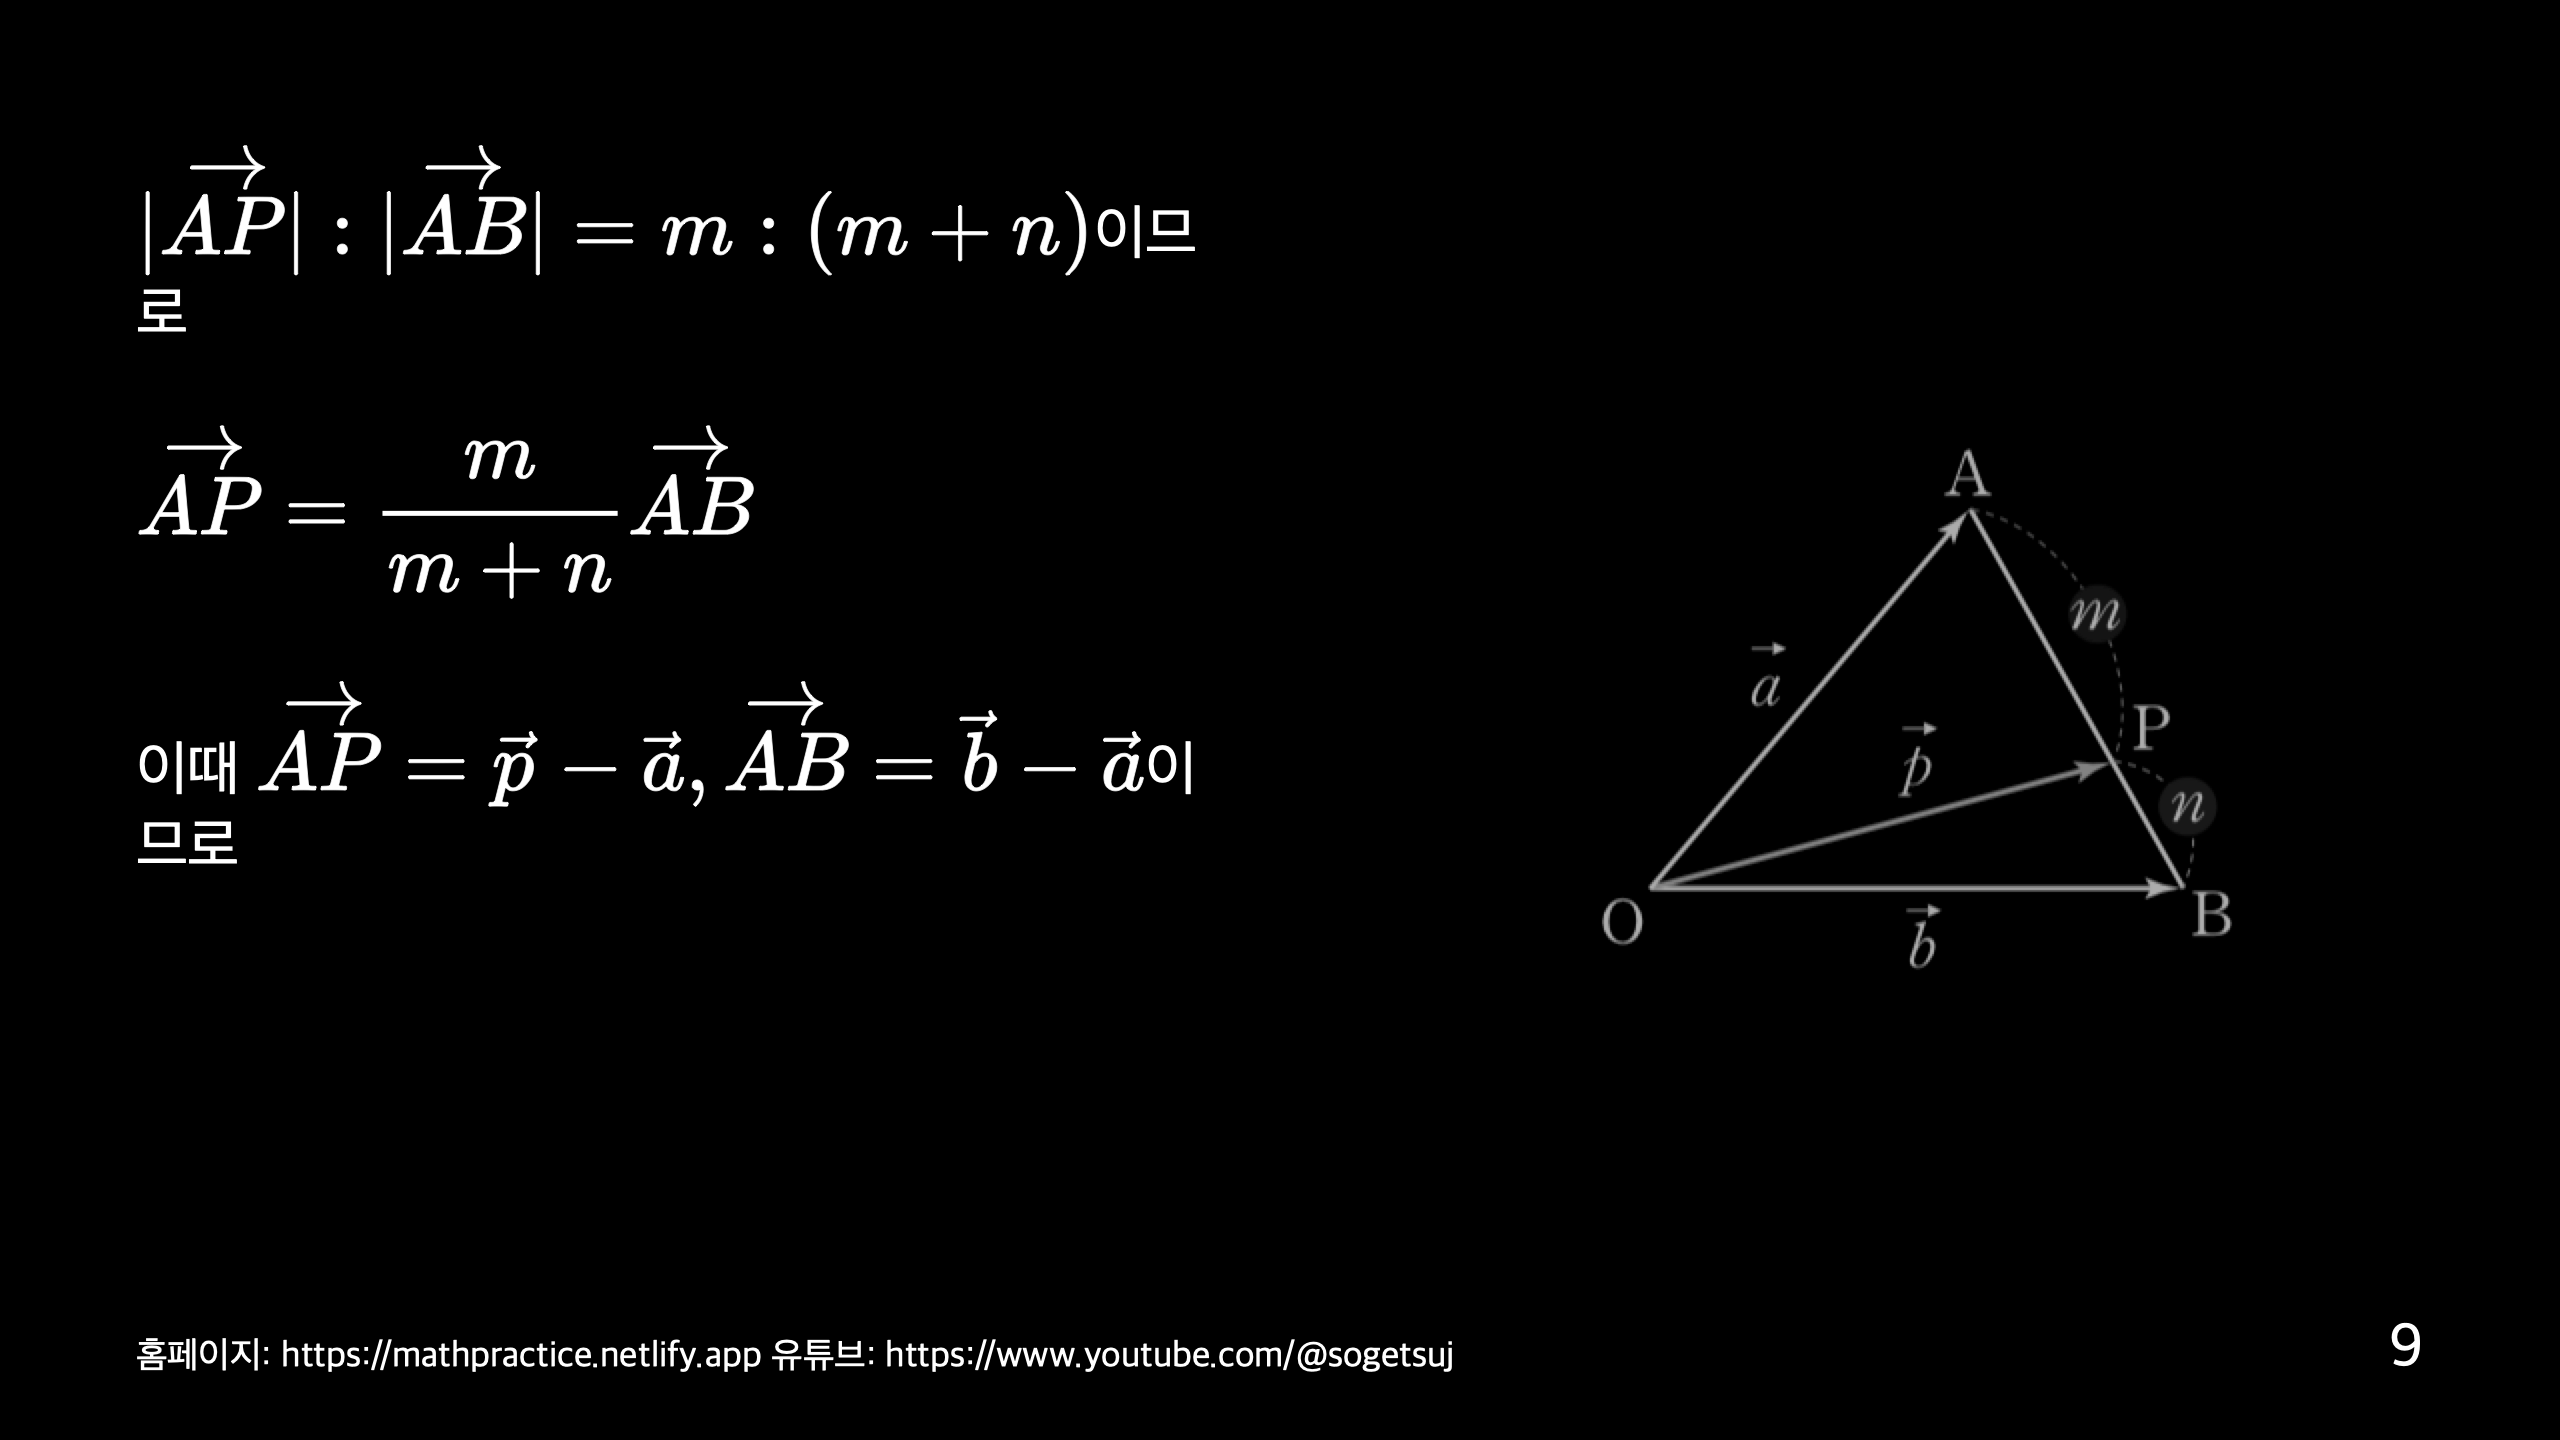 $|\overrightarrow{AP}| : |\overrightarrow{AB}| = m : (m + n)$이므
로
$\overrightarrow{AP} = \frac{m}{m + n}\overrightarrow{AB}$
이때 $\overrightarrow{AP} = \vec{p} - \vec{a}, \overrightarrow{AB} = \vec{b} - \vec{a}$이
므로
A
m
$\vec{a}$
P
$\vec{p}$
n
O
B
$\vec{b}$
홈페이지: https://mathpractice.netlify.app 유튜브: https://www.youtube.com/@sogetsuj
9